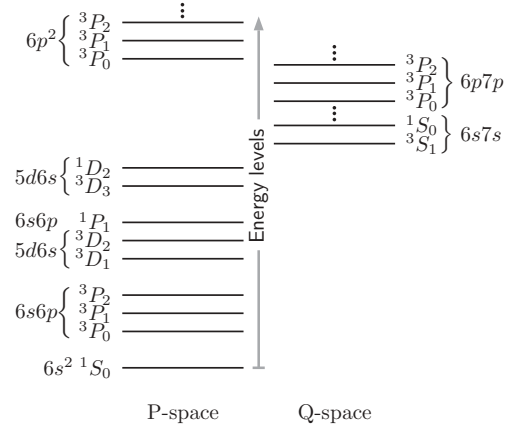 6p² { ³P₂
³P₁
³P₀
5d6s { ¹D₂
³D₃
6s6p ¹P₁
5d6s { ³D₂
³D₁
6s6p { ³P₂
³P₁
³P₀
6s² ¹S₀
P-space
Energy levels
³P₂ } 6p7p
³P₁
³P₀
¹S₀ } 6s7s
³S₁
Q-space